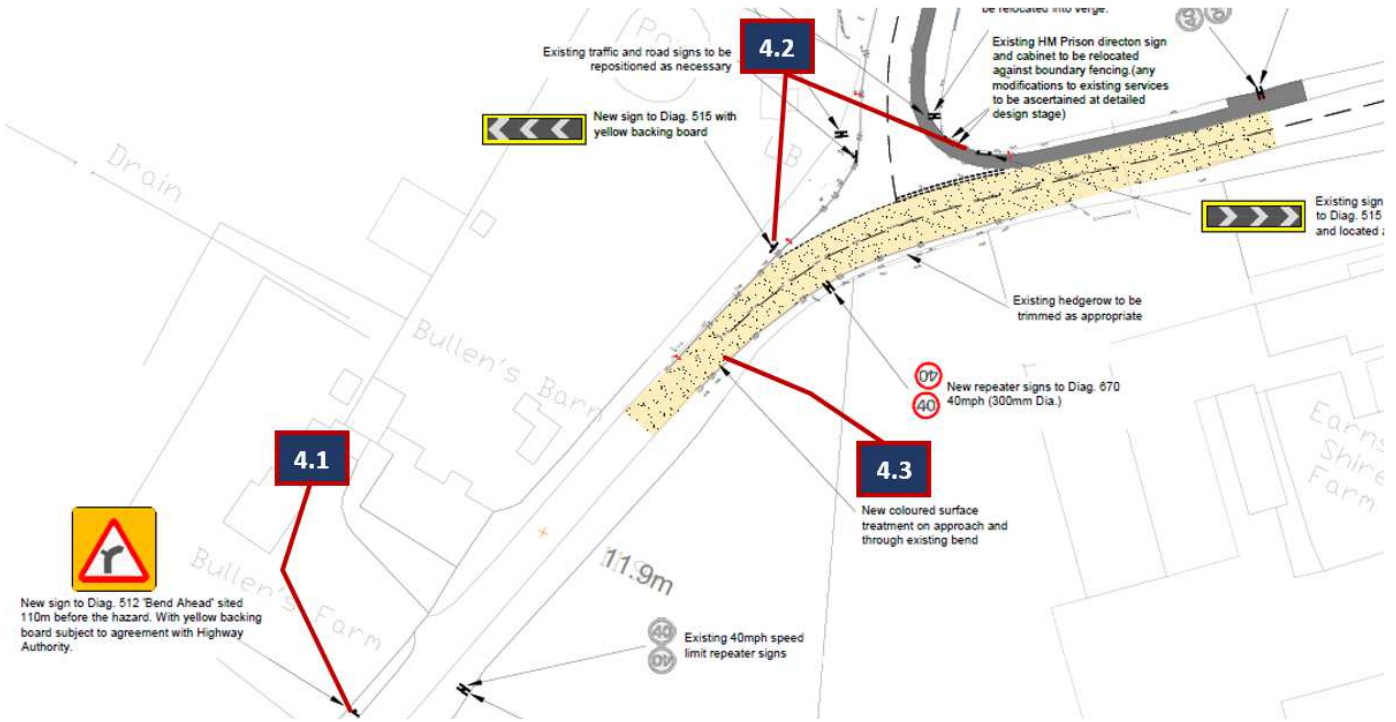 be relocated into verge.
4.2
Existing traffic and road signs to be
repositioned as necessary
Existing HM Prison directon sign
and cabinet to be relocated
against boundary fencing.(any
modifications to existing services
to be ascertained at detailed
design stage)
New sign to Diag. 515 with
yellow backing board
LB
Drain
Existing sign
to Diag. 515
and located
Existing hedgerow to be
trimmed as appropriate
Bullen's Barn
40
40
New repeater signs to Diag. 670
40mph (300mm Dia.)
4.1
4.3
Earns
Shire
Farm
New coloured surface
treatment on approach and
through existing bend
11.9m
Bullen's Farm
New sign to Diag. 512 'Bend Ahead' sited
110m before the hazard. With yellow backing
board subject to agreement with Highway
Authority.
40
40
Existing 40mph speed
limit repeater signs